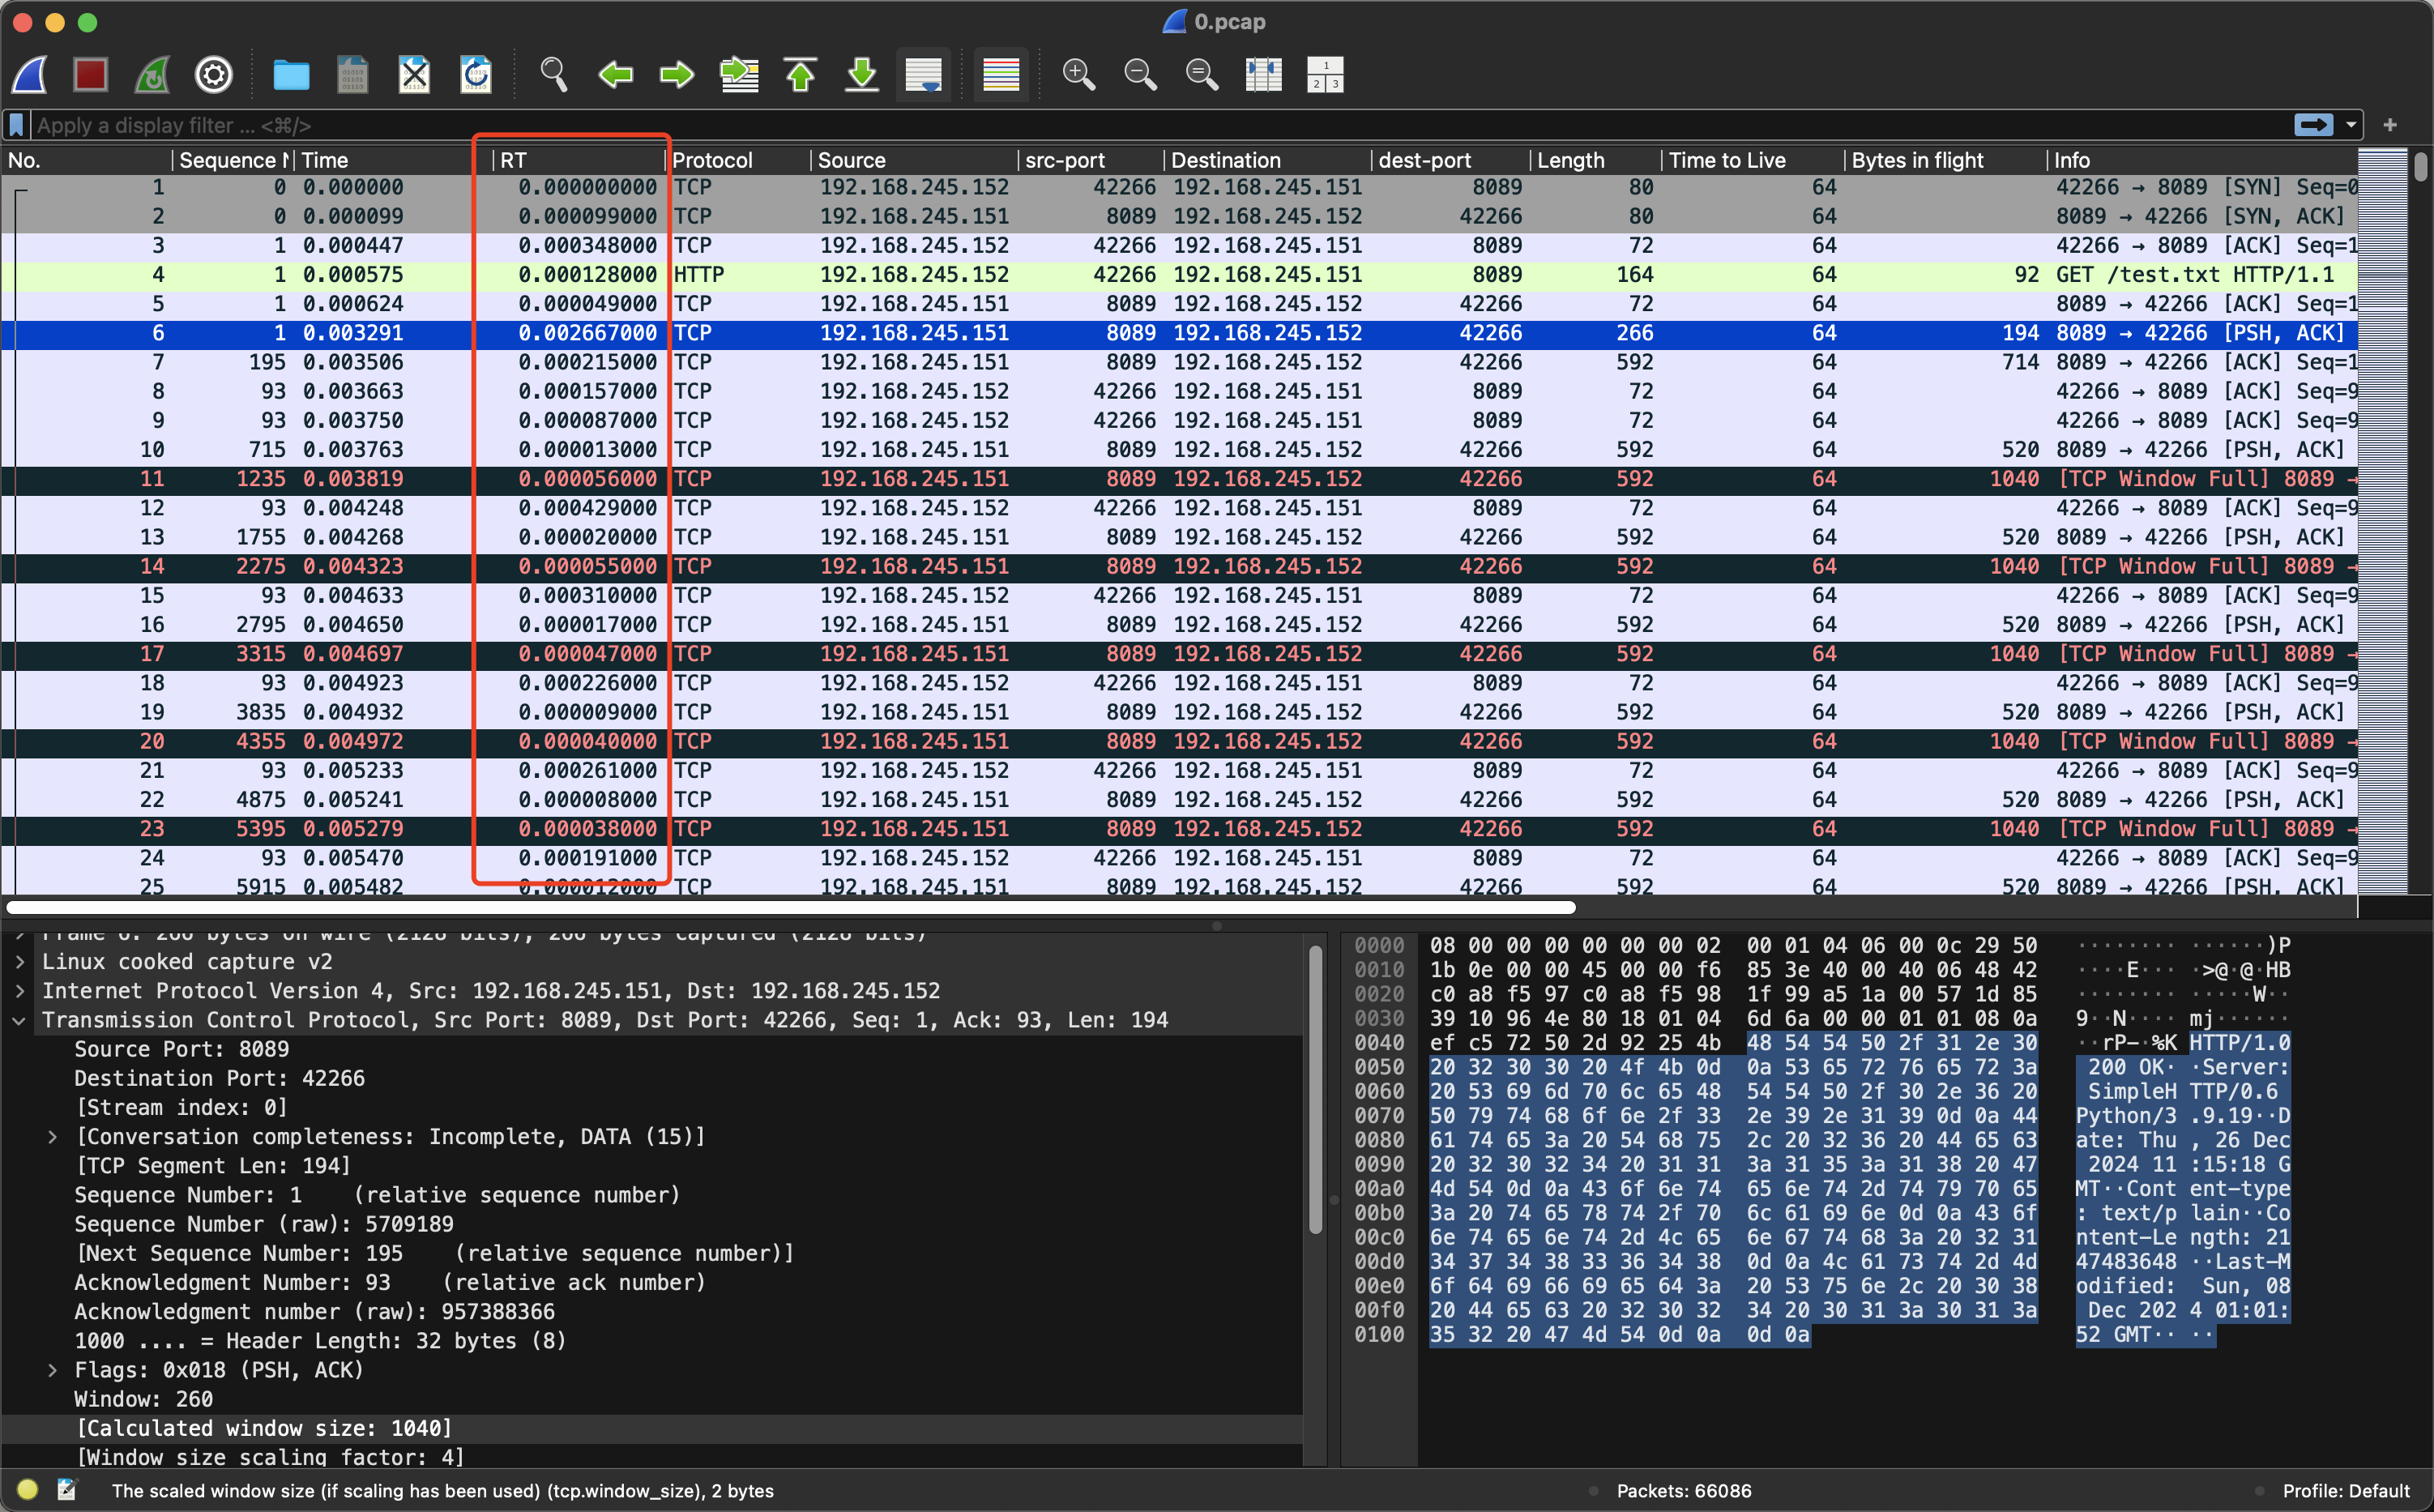 0.pcap
Apply a display filter ... <⌘/>
No. Sequence N Time RT Protocol Source src-port Destination dest-port Length Time to Live Bytes in flight Info
1 0 0.000000 0.000000000 TCP 192.168.245.152 42266 192.168.245.151 8089 80 64 42266 → 8089 [SYN] Seq=0
2 0 0.000099 0.000099000 TCP 192.168.245.151 8089 192.168.245.152 42266 80 64 8089 → 42266 [SYN, ACK]
3 1 0.000447 0.000348000 TCP 192.168.245.152 42266 192.168.245.151 8089 72 64 42266 → 8089 [ACK] Seq=1
4 1 0.000575 0.000128000 HTTP 192.168.245.152 42266 192.168.245.151 8089 164 64 92 GET /test.txt HTTP/1.1
5 1 0.000624 0.000049000 TCP 192.168.245.151 8089 192.168.245.152 42266 72 64 8089 → 42266 [ACK] Seq=1
6 1 0.003291 0.002667000 TCP 192.168.245.151 8089 192.168.245.152 42266 266 64 194 8089 → 42266 [PSH, ACK]
7 195 0.003506 0.000215000 TCP 192.168.245.151 8089 192.168.245.152 42266 592 64 714 8089 → 42266 [ACK] Seq=1
8 93 0.003663 0.000157000 TCP 192.168.245.152 42266 192.168.245.151 8089 72 64 42266 → 8089 [ACK] Seq=9
9 93 0.003750 0.000087000 TCP 192.168.245.152 42266 192.168.245.151 8089 72 64 42266 → 8089 [ACK] Seq=9
10 715 0.003763 0.000013000 TCP 192.168.245.151 8089 192.168.245.152 42266 592 64 520 8089 → 42266 [PSH, ACK]
11 1235 0.003819 0.000056000 TCP 192.168.245.151 8089 192.168.245.152 42266 592 64 1040 [TCP Window Full] 8089 →
12 93 0.004248 0.000429000 TCP 192.168.245.152 42266 192.168.245.151 8089 72 64 42266 → 8089 [ACK] Seq=9
13 1755 0.004268 0.000020000 TCP 192.168.245.151 8089 192.168.245.152 42266 592 64 520 8089 → 42266 [PSH, ACK]
14 2275 0.004323 0.000055000 TCP 192.168.245.151 8089 192.168.245.152 42266 592 64 1040 [TCP Window Full] 8089 →
15 93 0.004633 0.000310000 TCP 192.168.245.152 42266 192.168.245.151 8089 72 64 42266 → 8089 [ACK] Seq=9
16 2795 0.004650 0.000017000 TCP 192.168.245.151 8089 192.168.245.152 42266 592 64 520 8089 → 42266 [PSH, ACK]
17 3315 0.004697 0.000047000 TCP 192.168.245.151 8089 192.168.245.152 42266 592 64 1040 [TCP Window Full] 8089 →
18 93 0.004923 0.000226000 TCP 192.168.245.152 42266 192.168.245.151 8089 72 64 42266 → 8089 [ACK] Seq=9
19 3835 0.004932 0.000009000 TCP 192.168.245.151 8089 192.168.245.152 42266 592 64 520 8089 → 42266 [PSH, ACK]
20 4355 0.004972 0.000040000 TCP 192.168.245.151 8089 192.168.245.152 42266 592 64 1040 [TCP Window Full] 8089 →
21 93 0.005233 0.000261000 TCP 192.168.245.152 42266 192.168.245.151 8089 72 64 42266 → 8089 [ACK] Seq=9
22 4875 0.005241 0.000008000 TCP 192.168.245.151 8089 192.168.245.152 42266 592 64 520 8089 → 42266 [PSH, ACK]
23 5395 0.005279 0.000038000 TCP 192.168.245.151 8089 192.168.245.152 42266 592 64 1040 [TCP Window Full] 8089 →
24 93 0.005470 0.000191000 TCP 192.168.245.152 42266 192.168.245.151 8089 72 64 42266 → 8089 [ACK] Seq=9
25 5915 0.005482 0.000012000 TCP 192.168.245.151 8089 192.168.245.152 42266 592 64 520 8089 → 42266 [PSH, ACK]
Frame 6: 266 bytes on wire (2128 bits), 266 bytes captured (2128 bits)
Linux cooked capture v2
Internet Protocol Version 4, Src: 192.168.245.151, Dst: 192.168.245.152
Transmission Control Protocol, Src Port: 8089, Dst Port: 42266, Seq: 1, Ack: 93, Len: 194
Source Port: 8089
Destination Port: 42266
[Stream index: 0]
[Conversation completeness: Incomplete, DATA (15)]
[TCP Segment Len: 194]
Sequence Number: 1 (relative sequence number)
Sequence Number (raw): 5709189
[Next Sequence Number: 195 (relative sequence number)]
Acknowledgment Number: 93 (relative ack number)
Acknowledgment number (raw): 957388366
1000 .... = Header Length: 32 bytes (8)
Flags: 0x018 (PSH, ACK)
Window: 260
[Calculated window size: 1040]
[Window size scaling factor: 4]
0000 08 00 00 00 00 00 00 02 00 01 04 06 00 0c 29 50 ········ ······)P
0010 1b 0e 00 00 45 00 00 f6 85 3e 40 00 40 06 48 42 ····E··· ·>@·@·HB
0020 c0 a8 f5 97 c0 a8 f5 98 1f 99 a5 1a 00 57 1d 85 ········ ·····W··
0030 39 10 96 4e 80 18 01 04 6d 6a 00 00 01 01 08 0a 9··N···· mj······
0040 ef c5 72 50 2d 92 25 4b 48 54 54 50 2f 31 2e 30 ··rP-·%K HTTP/1.0
0050 20 32 30 30 20 4f 4b 0d 0a 53 65 72 76 65 72 3a 200 OK· ·Server:
0060 20 53 69 6d 70 6c 65 48 54 54 50 2f 30 2e 36 20 SimpleH TTP/0.6
0070 50 79 74 68 6f 6e 2f 33 2e 39 2e 31 39 0d 0a 44 Python/3 .9.19··D
0080 61 74 65 3a 20 54 68 75 2c 20 32 36 20 44 65 63 ate: Thu , 26 Dec
0090 20 32 30 32 34 20 31 31 3a 31 35 3a 31 38 20 47 2024 11 :15:18 G
00a0 4d 54 0d 0a 43 6f 6e 74 65 6e 74 2d 74 79 70 65 MT··Cont ent-type
00b0 3a 20 74 65 78 74 2f 70 6c 61 69 6e 0d 0a 43 6f : text/p lain··Co
00c0 6e 74 65 6e 74 2d 4c 65 6e 67 74 68 3a 20 32 31 ntent-Le ngth: 21
00d0 34 37 34 38 33 36 34 38 0d 0a 4c 61 73 74 2d 4d 47483648 ··Last-M
00e0 6f 64 69 66 69 65 64 3a 20 53 75 6e 2c 20 30 38 odified: Sun, 08
00f0 20 44 65 63 20 32 30 32 34 20 30 31 3a 30 31 3a Dec 202 4 01:01:
0100 35 32 20 47 4d 54 0d 0a 0d 0a 52 GMT·· ··
The scaled window size (if scaling has been used) (tcp.window_size), 2 bytes
Packets: 66086
Profile: Default